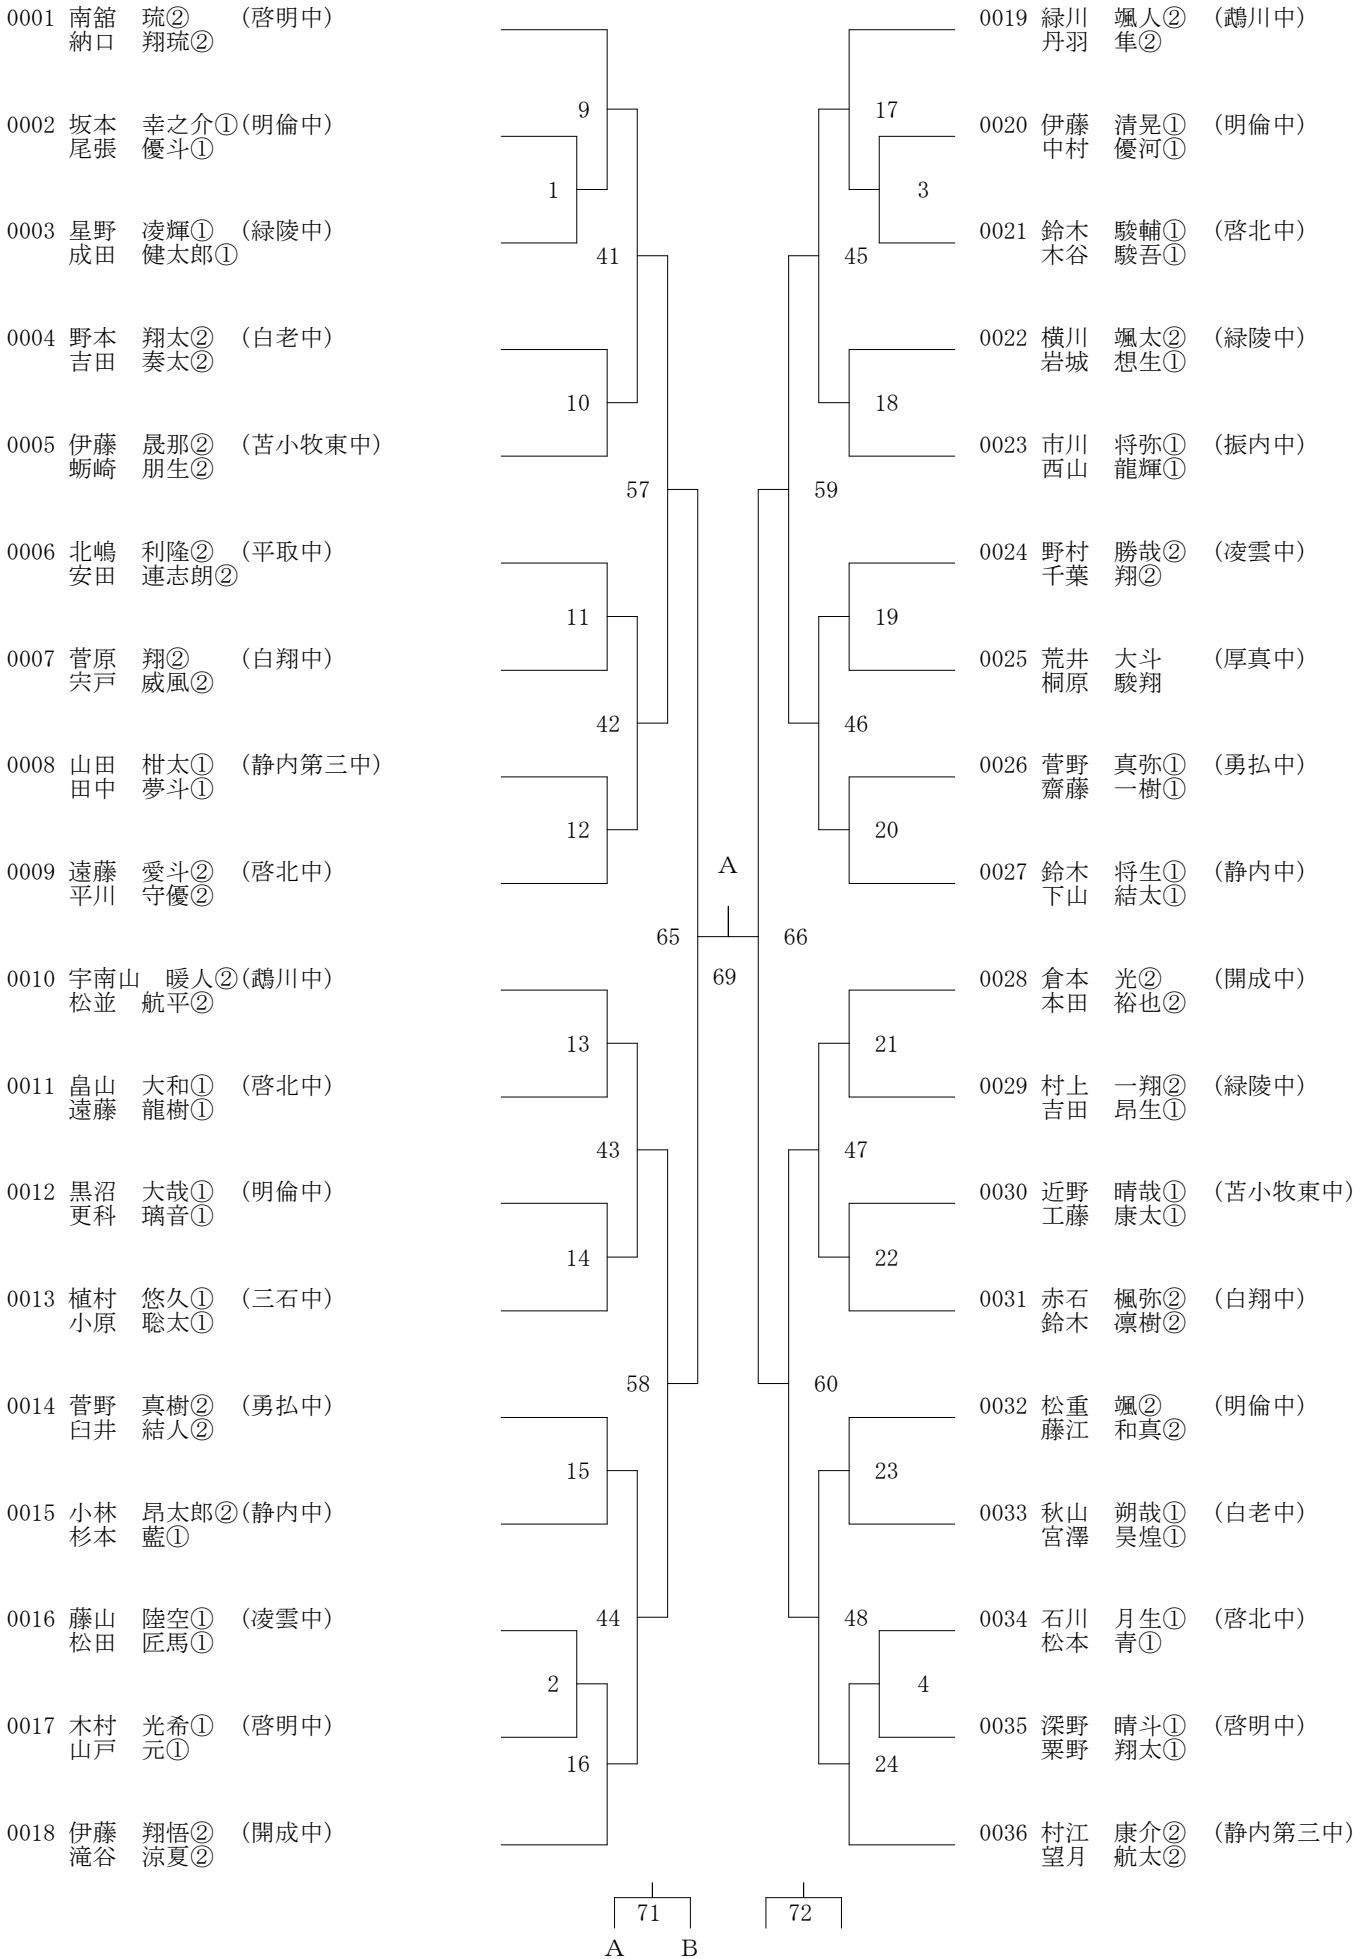 0001 南舘　琉②　　(啓明中)
納口　翔琉②
0002 坂本　幸之介①(明倫中)
尾張　優斗①
0003 星野　凌輝①　(緑陵中)
成田　健太郎①
0004 野本　翔太②　(白老中)
吉田　奏太②
0005 伊藤　晟那②　(苫小牧東中)
蛎崎　朋生②
0006 北嶋　利隆②　(平取中)
安田　連志朗②
0007 菅原　翔②　　(白翔中)
宍戸　威風②
0008 山田　柑太①　(静内第三中)
田中　夢斗①
0009 遠藤　愛斗②　(啓北中)
平川　守優②
0010 宇南山　暖人②(鵡川中)
松並　航平②
0011 畠山　大和①　(啓北中)
遠藤　龍樹①
0012 黒沼　大哉①　(明倫中)
更科　璃音①
0013 植村　悠久①　(三石中)
小原　聡太①
0014 菅野　真樹②　(勇払中)
臼井　結人②
0015 小林　昂太郎②(静内中)
杉本　藍①
0016 藤山　陸空①　(凌雲中)
松田　匠馬①
0017 木村　光希①　(啓明中)
山戸　元①
0018 伊藤　翔悟②　(開成中)
滝谷　涼夏②
9
1
41
10
57
11
42
12
65
13
43
14
58
15
44
2
16
A
69
66
17
3
45
18
59
19
46
20
21
47
22
60
23
48
4
24
0019 緑川　颯人②　(鵡川中)
丹羽　隼②
0020 伊藤　清晃①　(明倫中)
中村　優河①
0021 鈴木　駿輔①　(啓北中)
木谷　駿吾①
0022 横川　颯太②　(緑陵中)
岩城　想生①
0023 市川　将弥①　(振内中)
西山　龍輝①
0024 野村　勝哉②　(凌雲中)
千葉　翔②
0025 荒井　大斗　　(厚真中)
桐原　駿翔
0026 菅野　真弥①　(勇払中)
齋藤　一樹①
0027 鈴木　将生①　(静内中)
下山　結太①
0028 倉本　光②　　(開成中)
本田　裕也②
0029 村上　一翔②　(緑陵中)
吉田　昂生①
0030 近野　晴哉①　(苫小牧東中)
工藤　康太①
0031 赤石　楓弥②　(白翔中)
鈴木　凛樹②
0032 松重　颯②　　(明倫中)
藤江　和真②
0033 秋山　朔哉①　(白老中)
宮澤　昊煌①
0034 石川　月生①　(啓北中)
松本　青①
0035 深野　晴斗①　(啓明中)
粟野　翔太①
0036 村江　康介②　(静内第三中)
望月　航太②
71
72
A　B